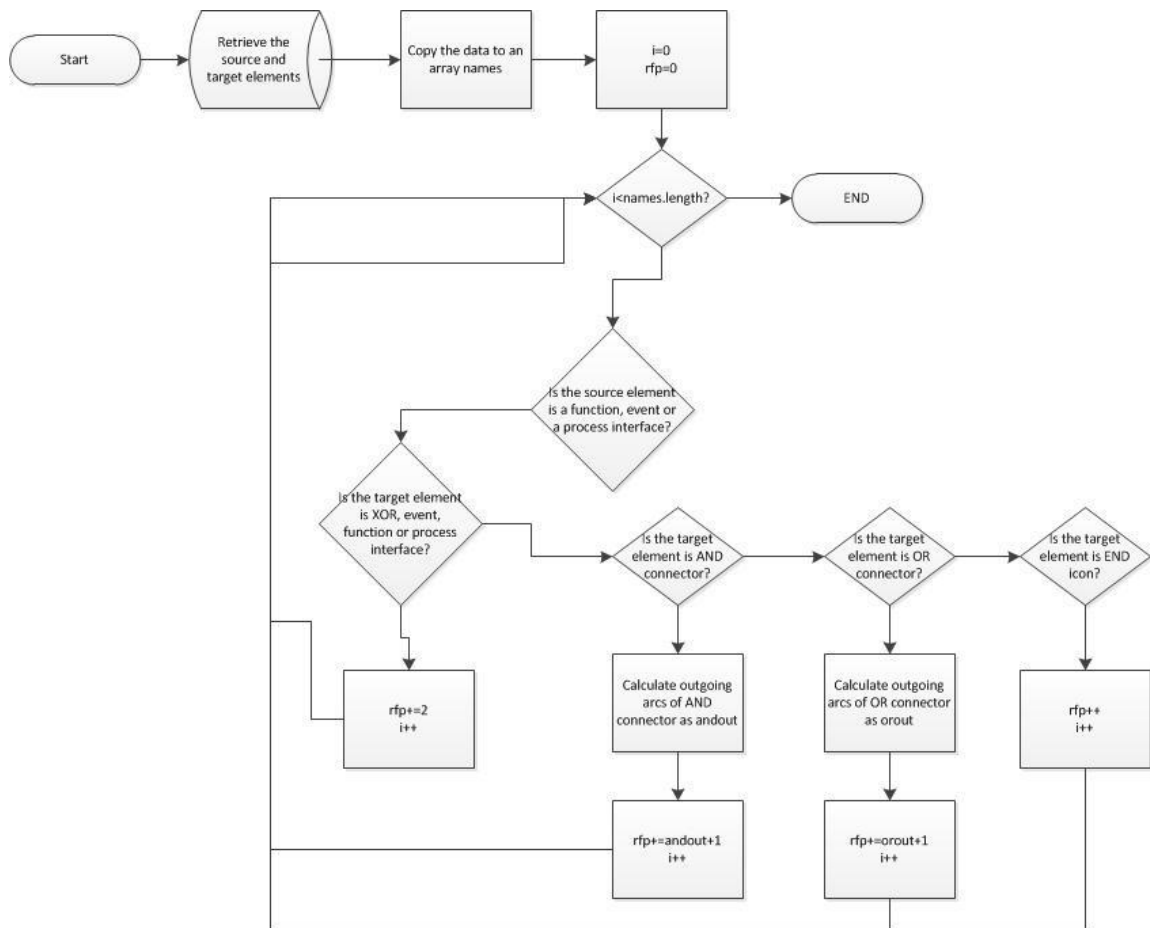 Start
Retrieve the
source and
target elements
Copy the data to an
array names
i=0
rfp=0
i<names.length?
END
Is the source element
is a function, event or
a process interface?
Is the target element
is XOR, event,
function or process
interface?
Is the target
element is AND
connector?
Is the target
element is OR
connector?
Is the target
element is END
icon?
rfp+=2
i++
Calculate outgoing
arcs of AND
connector as andout
Calculate outgoing
arcs of OR connector
as orout
rfp++
i++
rfp+=andout+1
i++
rfp+=orout+1
i++